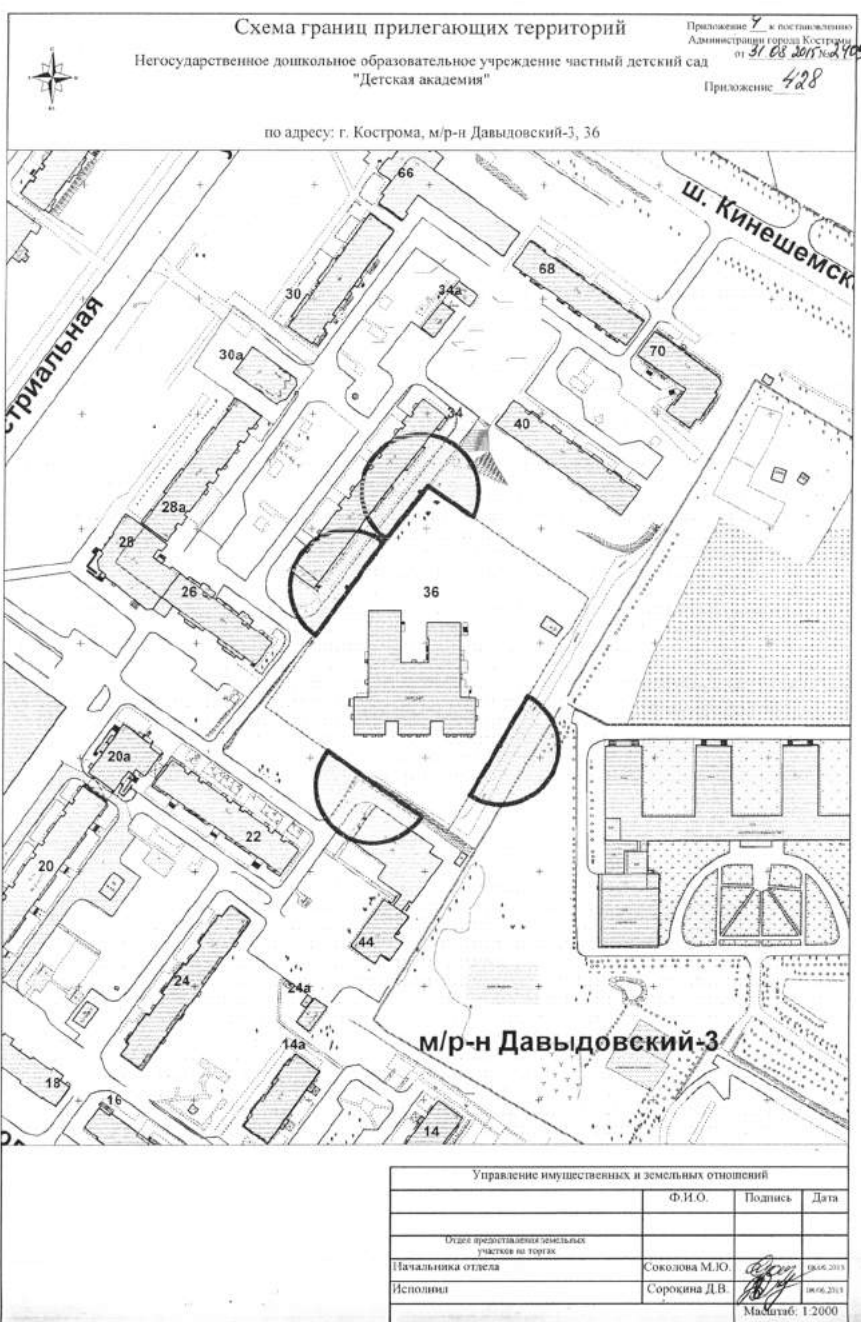 Схема границ прилегающих территорий
Приложение 4 к постановлению
Администрации города Костромы
от 31.08.2015 №
Негосударственное дошкольное образовательное учреждение частный детский сад
"Детская академия"
Приложение 428
по адресу: г. Кострома, м/р-н Давыдовский-3, 36
66
ш. Кинешемск
68
30
34а
стриальная
30а
70
34
40
28а
28
26
36
20а
22
20
44
24
24а
м/р-н Давыдовский-3
14а
18
16
14
Управление имущественных и земельных отношений
Ф.И.О. Подпись Дата
Отдел предоставления земельных
участков на торгах
Начальника отдела Соколова М.Ю.
Исполнил Сорокина Д.В.
Масштаб: 1:2000